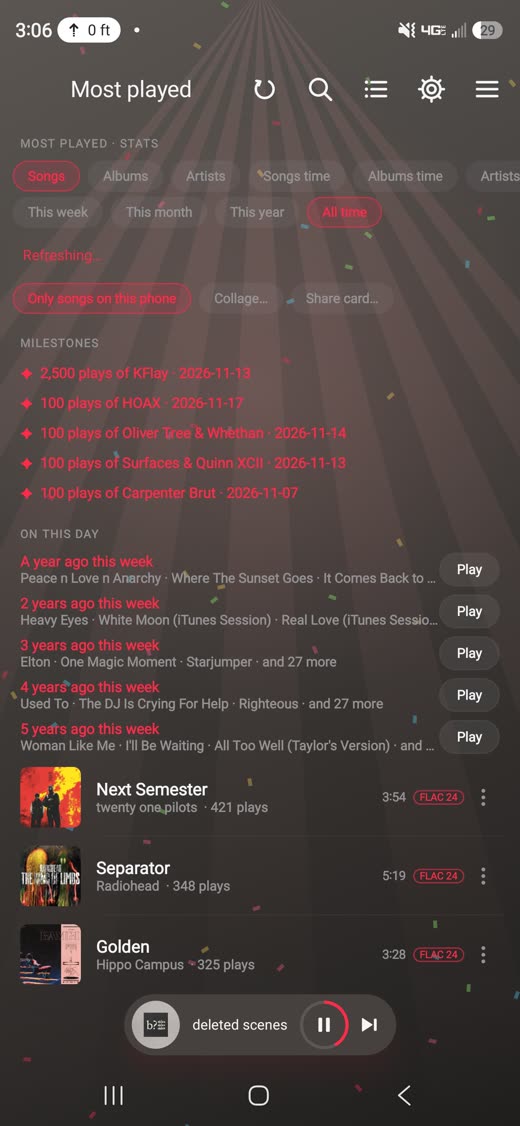 3:06 0 ft 4G 29
Most played
MOST PLAYED · STATS
Songs Albums Artists Songs time Albums time Artists
This week This month This year All time
Refreshing...
Only songs on this phone Collage... Share card...
MILESTONES
2,500 plays of KFlay · 2026-11-13
100 plays of HOAX · 2026-11-17
100 plays of Oliver Tree & Whethan · 2026-11-14
100 plays of Surfaces & Quinn XCII · 2026-11-13
100 plays of Carpenter Brut · 2026-11-07
ON THIS DAY
A year ago this week
Peace n Love n Anarchy · Where The Sunset Goes · It Comes Back to ...
Play
2 years ago this week
Heavy Eyes · White Moon (iTunes Session) · Real Love (iTunes Sessio...
Play
3 years ago this week
Elton · One Magic Moment · Starjumper · and 27 more
Play
4 years ago this week
Used To · The DJ Is Crying For Help · Righteous · and 27 more
Play
5 years ago this week
Woman Like Me · I'll Be Waiting · All Too Well (Taylor's Version) · and ...
Play
Next Semester
twenty one pilots · 421 plays
3:54 FLAC 24
Separator
Radiohead · 348 plays
5:19 FLAC 24
Golden
Hippo Campus · 325 plays
3:28 FLAC 24
deleted scenes